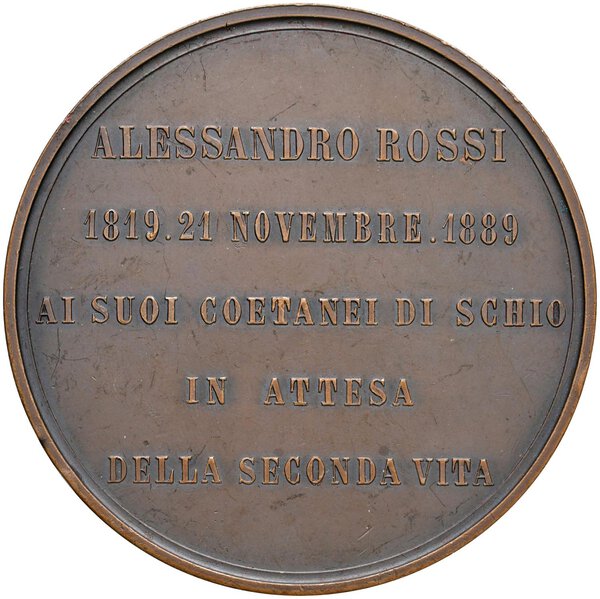 ALESSANDRO ROSSI
1819.21 NOVEMBRE.1889
AI SUOI COETANEI DI SCHIO
IN ATTESA
DELLA SECONDA VITA